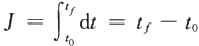 J = ∫_{t_0}^{t_f} dt = t_f − t_0